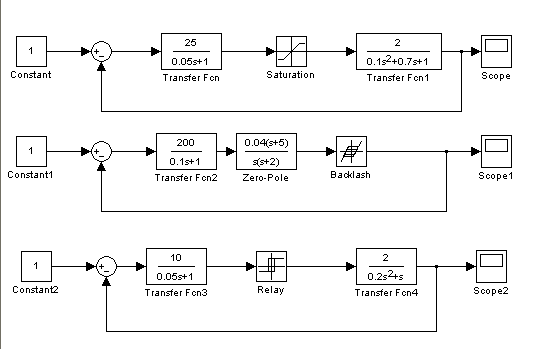 1
+
−
25
0.05s+1
2
0.1s²+0.7s+1
Constant
Transfer Fcn
Saturation
Transfer Fcn1
Scope
1
+
−
200
0.1s+1
0.04(s+5)
s(s+2)
Constant1
Transfer Fcn2
Zero-Pole
Backlash
Scope1
1
+
−
10
0.05s+1
2
0.2s²+s
Constant2
Transfer Fcn3
Relay
Transfer Fcn4
Scope2